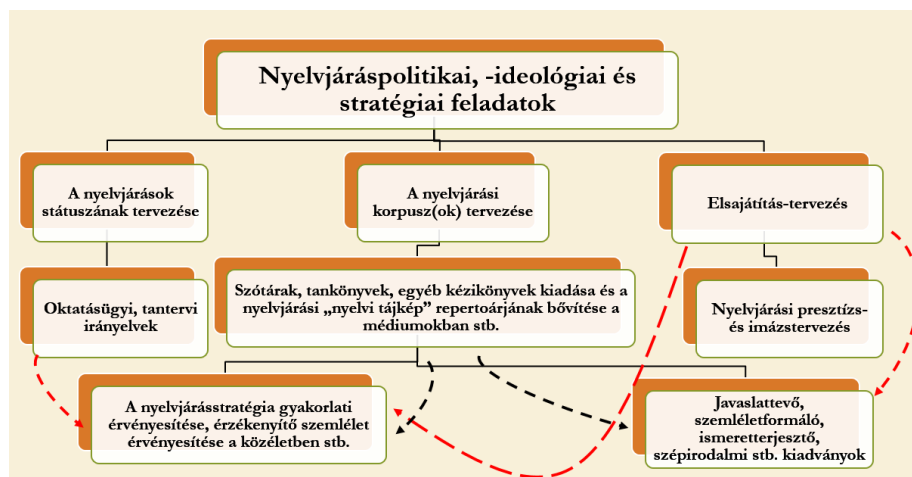 Nyelvjáráspolitikai, -ideológiai és
stratégiai feladatok
A nyelvjárások
státuszának tervezése
A nyelvjárási
korpusz(ok) tervezése
Elsajátítás-tervezés
Oktatásügyi, tantervi
irányelvek
Szótárak, tankönyvek, egyéb kézikönyvek kiadása és a
nyelvjárási „nyelvi tájkép” repertoárjának bővítése a
médiumokban stb.
Nyelvjárási presztízs-
és imázstervezés
A nyelvjárásstratégia gyakorlati
érvényesítése, érzékenyítő szemlélet
érvényesítése a közéletben stb.
Javaslattevő,
szemléletformáló,
ismeretterjesztő,
szépirodalmi stb. kiadványok